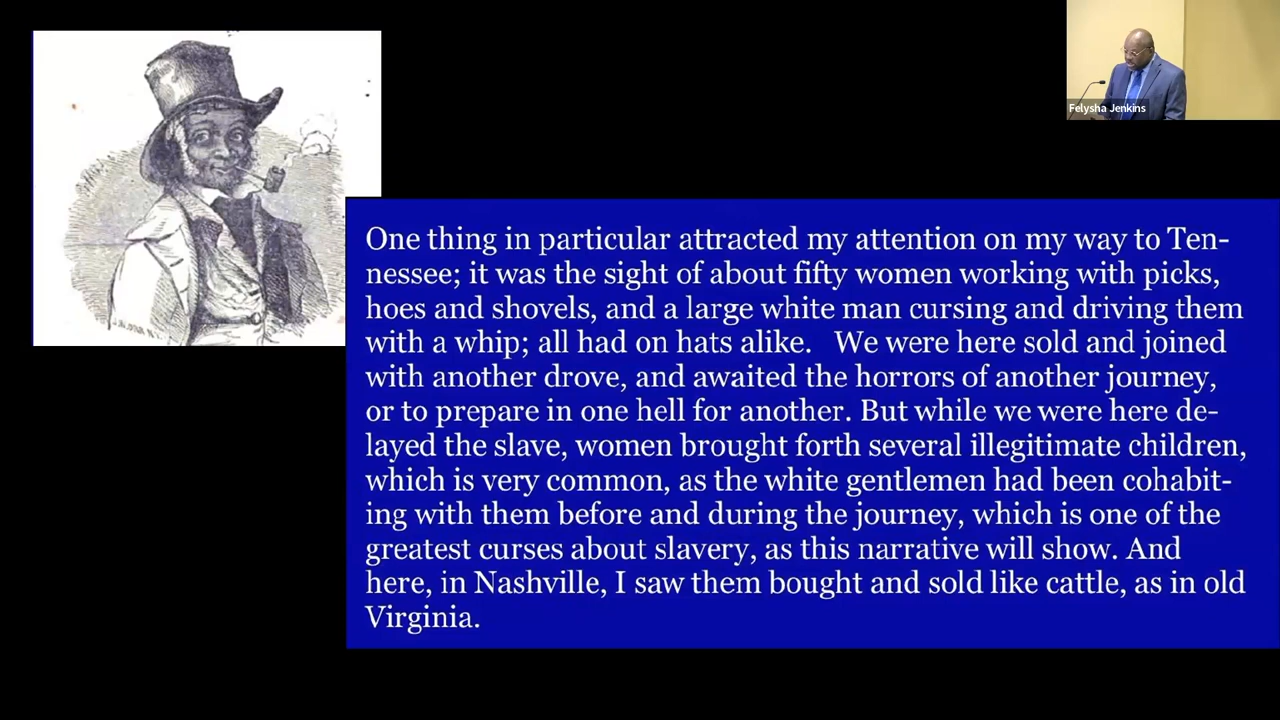 Felysha Jenkins
One thing in particular attracted my attention on my way to Ten-
nessee; it was the sight of about fifty women working with picks,
hoes and shovels, and a large white man cursing and driving them
with a whip; all had on hats alike.   We were here sold and joined
with another drove, and awaited the horrors of another journey,
or to prepare in one hell for another. But while we were here de-
layed the slave, women brought forth several illegitimate children,
which is very common, as the white gentlemen had been cohabit-
ing with them before and during the journey, which is one of the
greatest curses about slavery, as this narrative will show. And
here, in Nashville, I saw them bought and sold like cattle, as in old
Virginia.